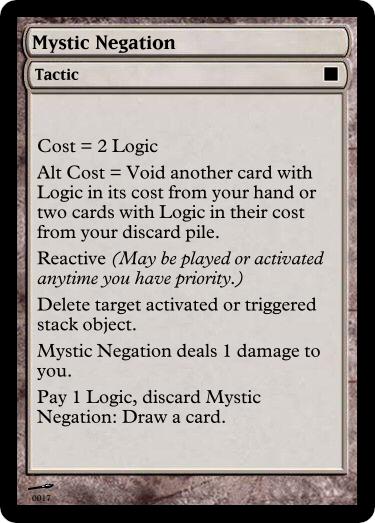 Mystic Negation
Tactic
Cost = 2 Logic
Alt Cost = Void another card with
Logic in its cost from your hand or
two cards with Logic in their cost
from your discard pile.
Reactive (May be played or activated
anytime you have priority.)
Delete target activated or triggered
stack object.
Mystic Negation deals 1 damage to
you.
Pay 1 Logic, discard Mystic
Negation: Draw a card.
0017